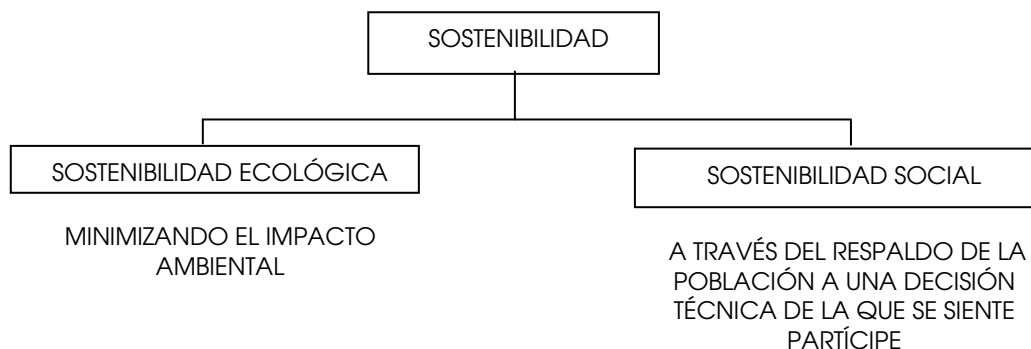 SOSTENIBILIDAD
SOSTENIBILIDAD ECOLÓGICA
MINIMIZANDO EL IMPACTO
AMBIENTAL
SOSTENIBILIDAD SOCIAL
A TRAVÉS DEL RESPALDO DE LA
POBLACIÓN A UNA DECISIÓN
TÉCNICA DE LA QUE SE SIENTE
PARTÍCIPE